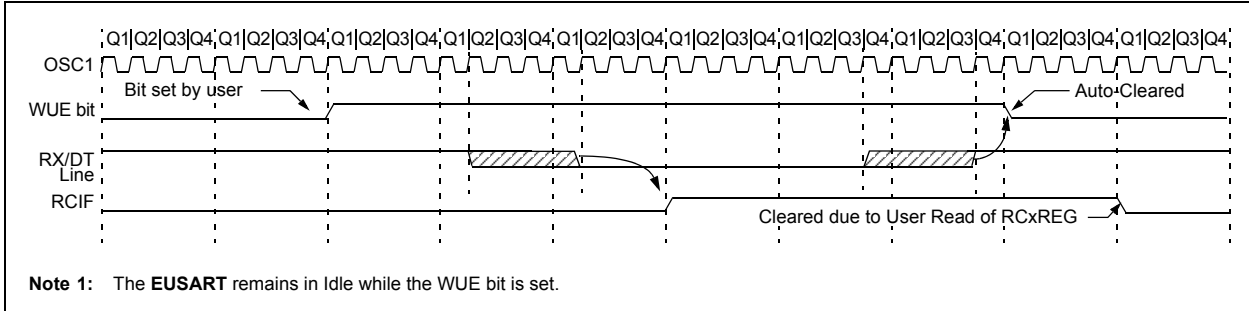 Q1 Q2 Q3 Q4 Q1 Q2 Q3 Q4 Q1 Q2 Q3 Q4 Q1 Q2 Q3 Q4 Q1 Q2 Q3 Q4 Q1 Q2 Q3 Q4 Q1 Q2 Q3 Q4 Q1 Q2 Q3 Q4 Q1 Q2 Q3 Q4 Q1 Q2 Q3 Q4
OSC1
Bit set by user
Auto-Cleared
WUE bit
RX/DT
Line
RCIF
Cleared due to User Read of RCxREG
Note 1: The EUSART remains in Idle while the WUE bit is set.